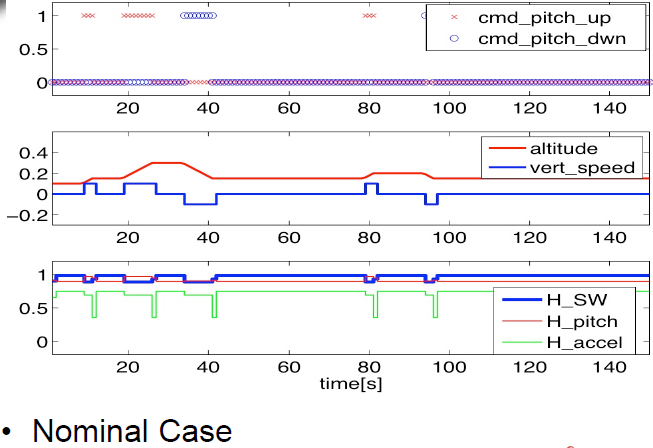 1
0.5
0
cmd_pitch_up
cmd_pitch_dwn
20 40 60 80 100 120 140
0.4
0.2
0
−0.2
altitude
vert_speed
20 40 60 80 100 120 140
1
0.5
0
H_SW
H_pitch
H_accel
20 40 60 80 100 120 140
time[s]
• Nominal Case